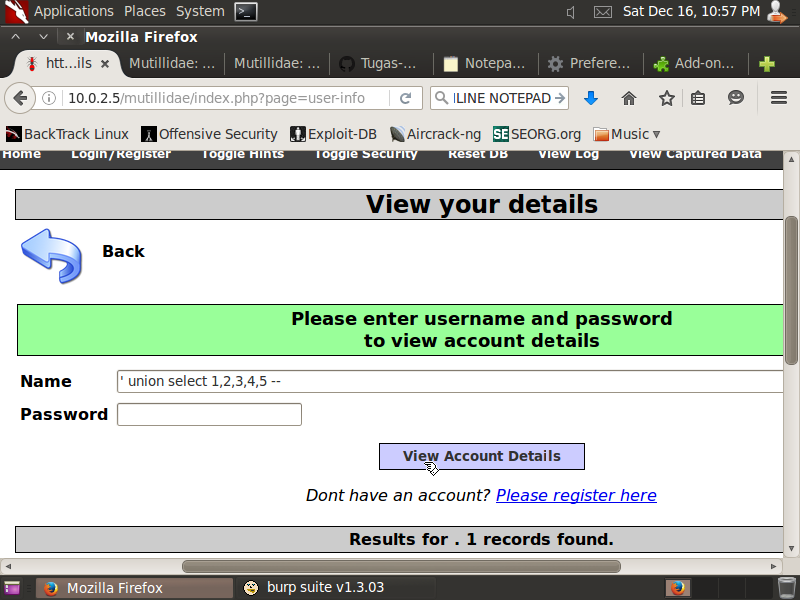 Applications Places System Sat Dec 16, 10:57 PM
Mozilla Firefox
htt...ils Mutillidae: ... Mutillidae: ... Tugas-... Notepa... Prefere... Add-on...
10.0.2.5/mutillidae/index.php?page=user-info ILINE NOTEPAD
BackTrack Linux Offensive Security Exploit-DB Aircrack-ng SEORG.org Music
Home Login/Register Toggle Hints Toggle Security Reset DB View Log View Captured Data
View your details
Back
Please enter username and password
to view account details
Name ' union select 1,2,3,4,5 --
Password
View Account Details
Dont have an account? Please register here
Results for . 1 records found.
Mozilla Firefox burp suite v1.3.03